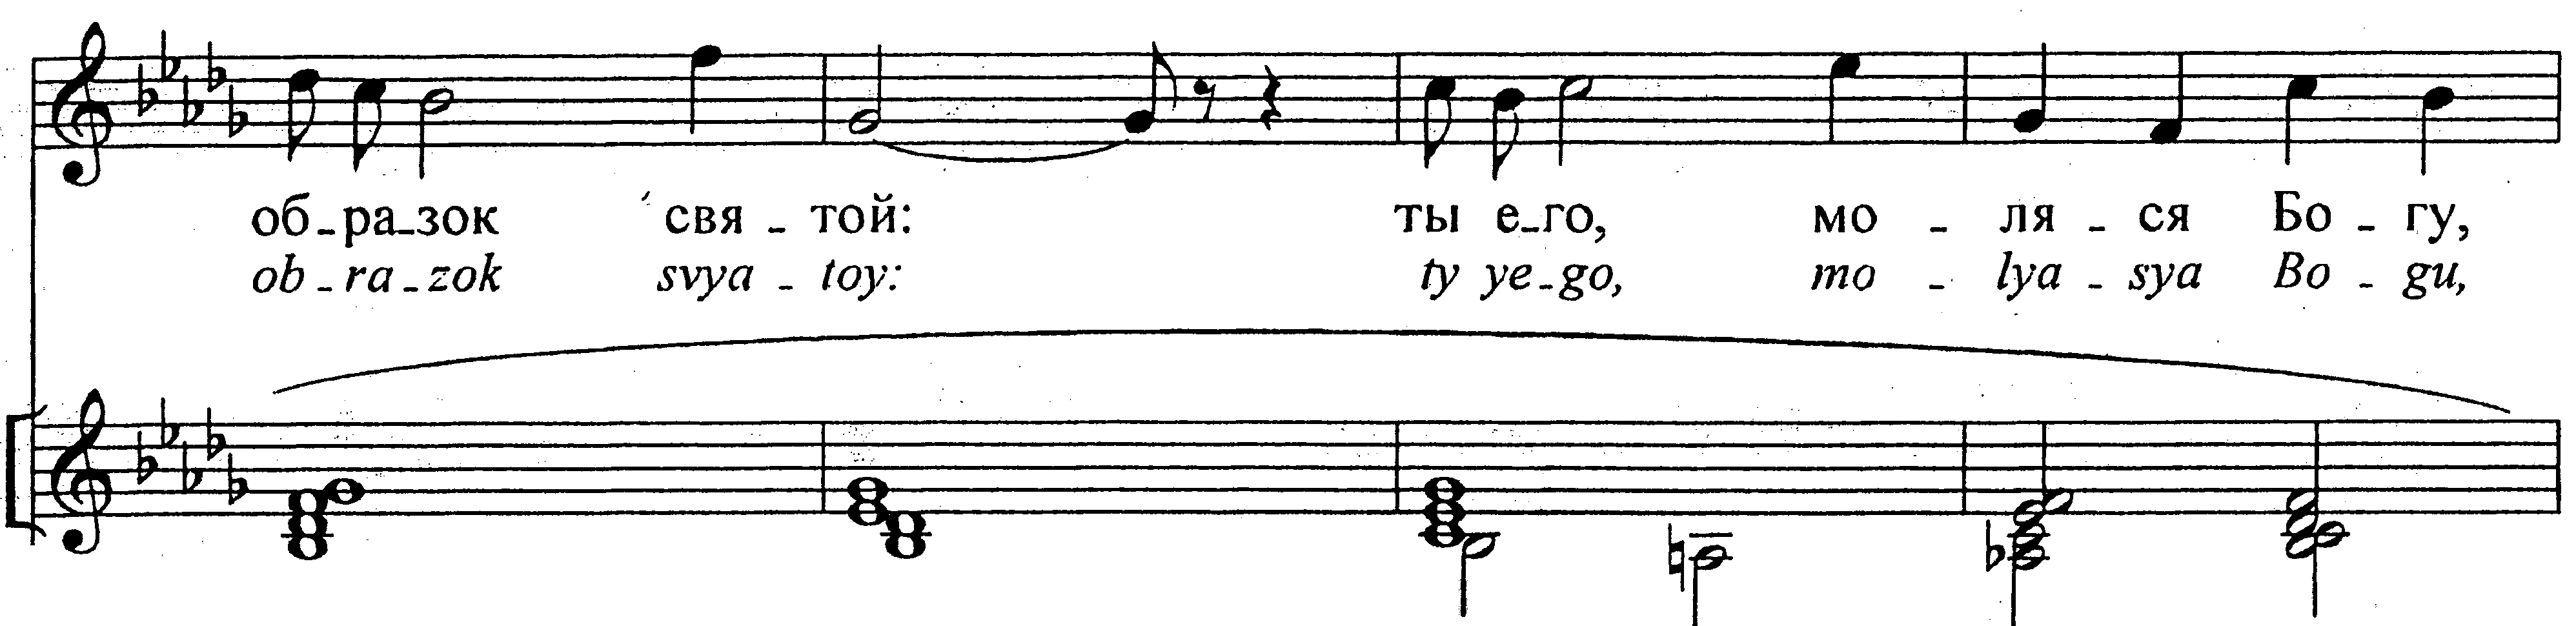 об-ра-зок свя - той: ты е-го, мо - ля - ся Бо - гу,
ob - ra - zok svya - toy: ty ye-go, mo - lya - sya Bo - gu,